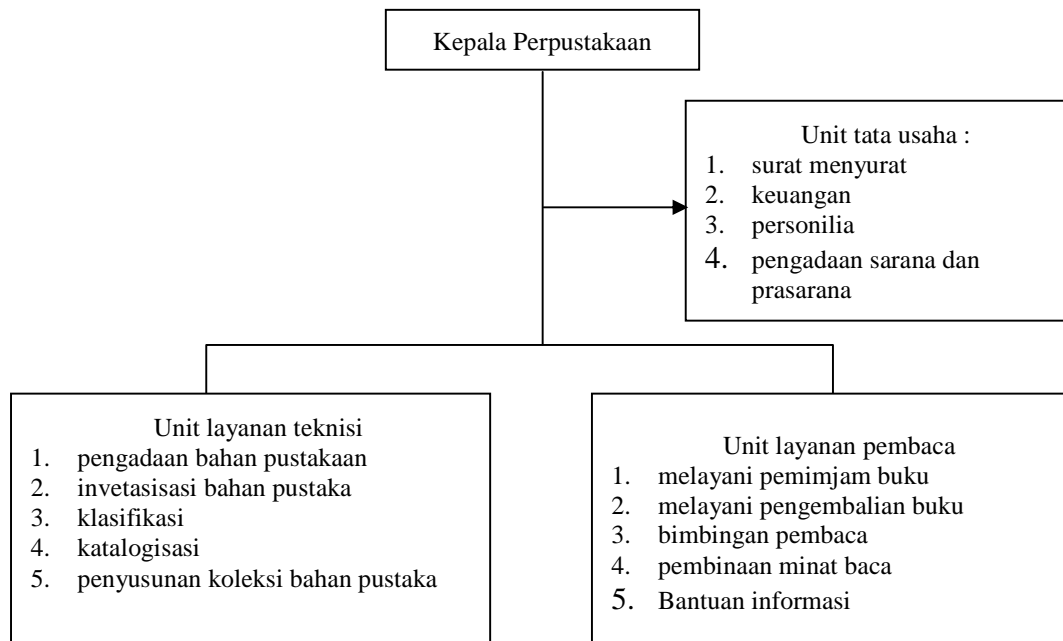 Kepala Perpustakaan
Unit tata usaha :
1. surat menyurat
2. keuangan
3. personilia
4. pengadaan sarana dan
prasarana
Unit layanan teknisi
1. pengadaan bahan pustakaan
2. invetasisasi bahan pustaka
3. klasifikasi
4. katalogisasi
5. penyusunan koleksi bahan pustaka
Unit layanan pembaca
1. melayani pemimjam buku
2. melayani pengembalian buku
3. bimbingan pembaca
4. pembinaan minat baca
5. Bantuan informasi